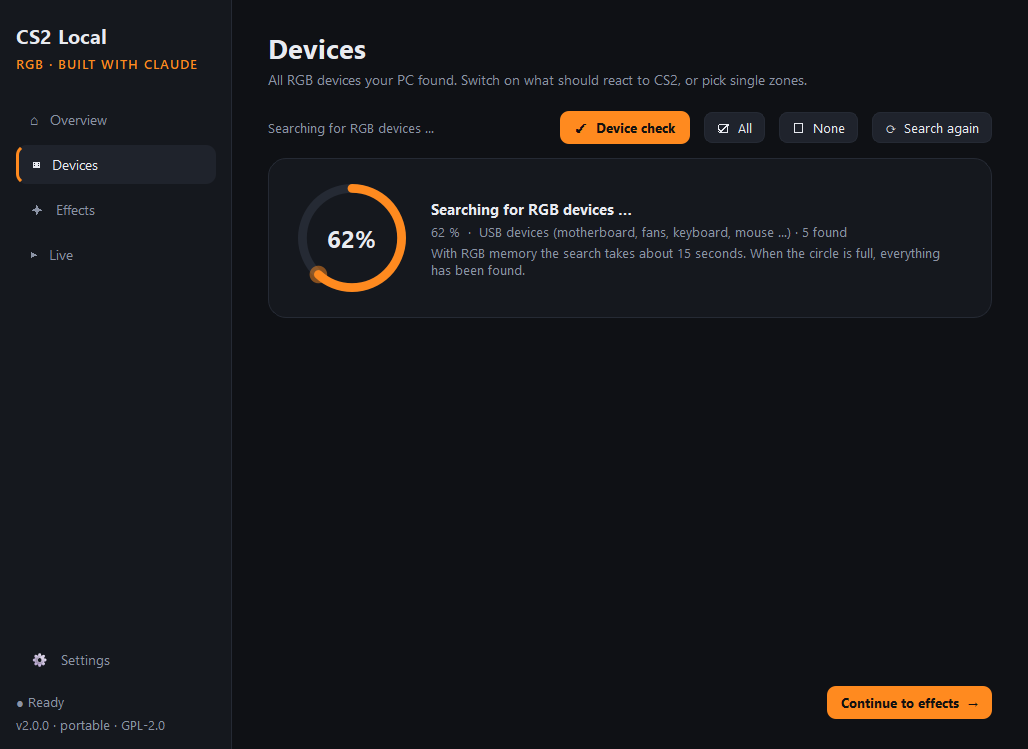 CS2 Local
RGB · BUILT WITH CLAUDE
Overview
Devices
Effects
Live
Settings
Ready
v2.0.0 · portable · GPL-2.0
Devices
All RGB devices your PC found. Switch on what should react to CS2, or pick single zones.
Searching for RGB devices ...
✓ Device check
All
None
⟳ Search again
62%
Searching for RGB devices ...
62 % · USB devices (motherboard, fans, keyboard, mouse ...) · 5 found
With RGB memory the search takes about 15 seconds. When the circle is full, everything
has been found.
Continue to effects →